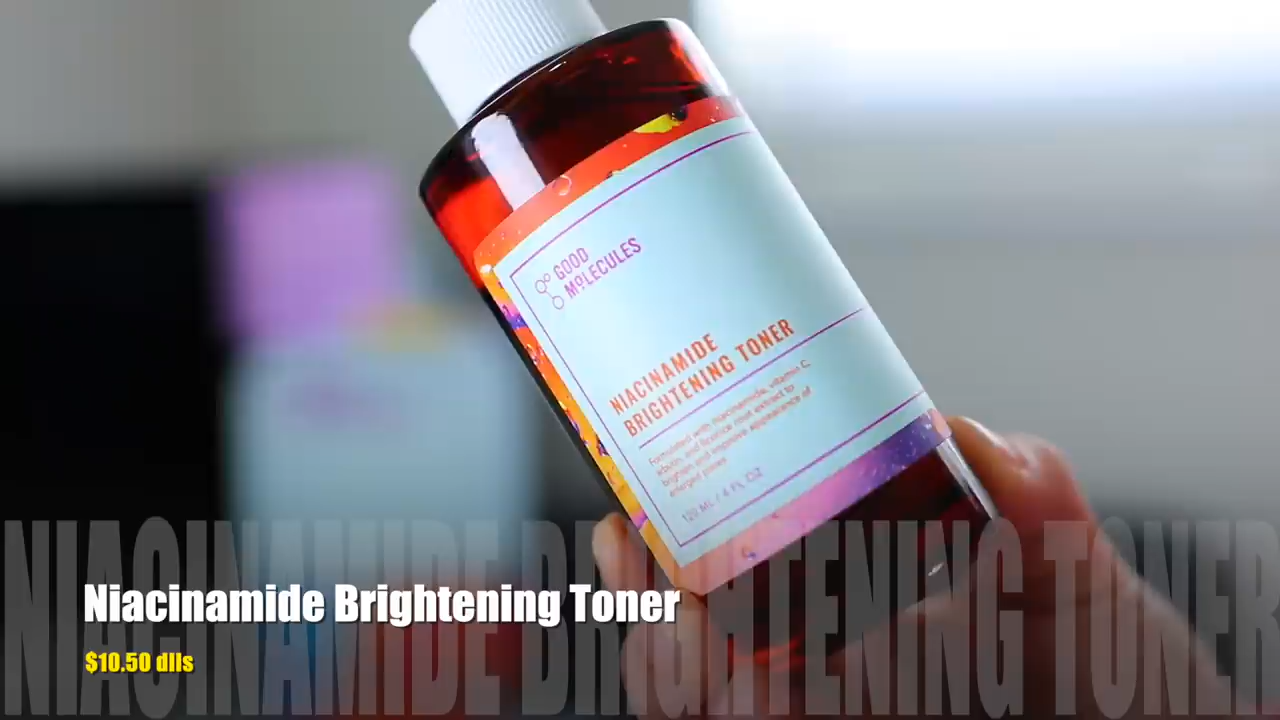 GOOD
MOLECULES
NIACINAMIDE
BRIGHTENING TONER
Formulated with niacinamide, vitamin C,
and licorice root extract to
brighten and improve appearance of
enlarged pores
120 ML / 4 FL OZ
NIACINAMIDE BRIGHTENING TONER
Niacinamide Brightening Toner
$10.50 dlls